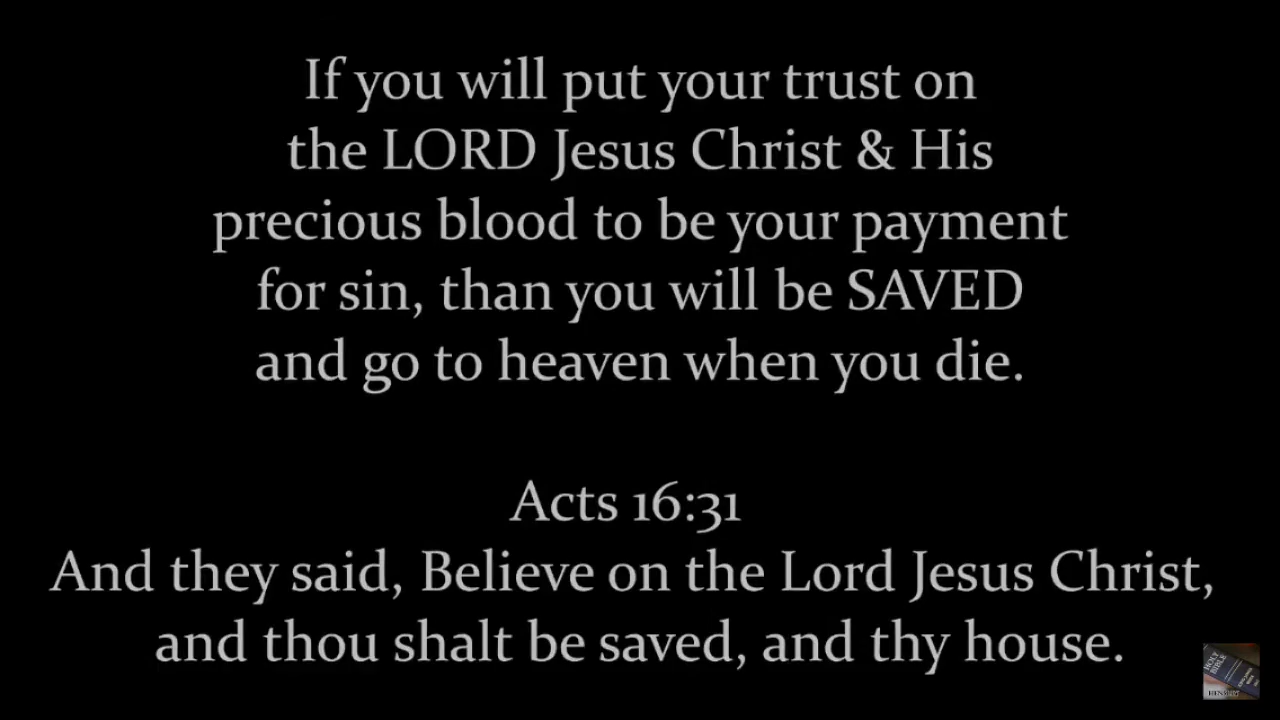 If you will put your trust on
the LORD Jesus Christ & His
precious blood to be your payment
for sin, than you will be SAVED
and go to heaven when you die.
Acts 16:31
And they said, Believe on the Lord Jesus Christ,
and thou shalt be saved, and thy house.
HOLY
BIBLE